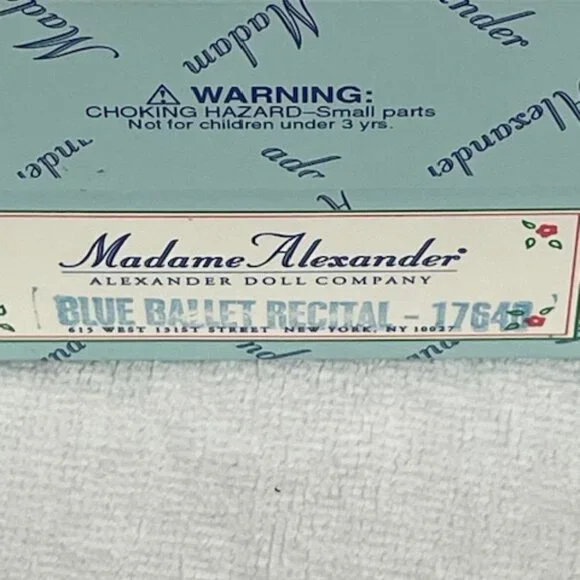 Madam
Alexander
⚠ WARNING:
CHOKING HAZARD–Small parts
Not for children under 3 yrs.
Madame Alexander®
ALEXANDER DOLL COMPANY
BLUE BALLET RECITAL - 17642
615 WEST 131ST STREET NEW YORK, NY 10027